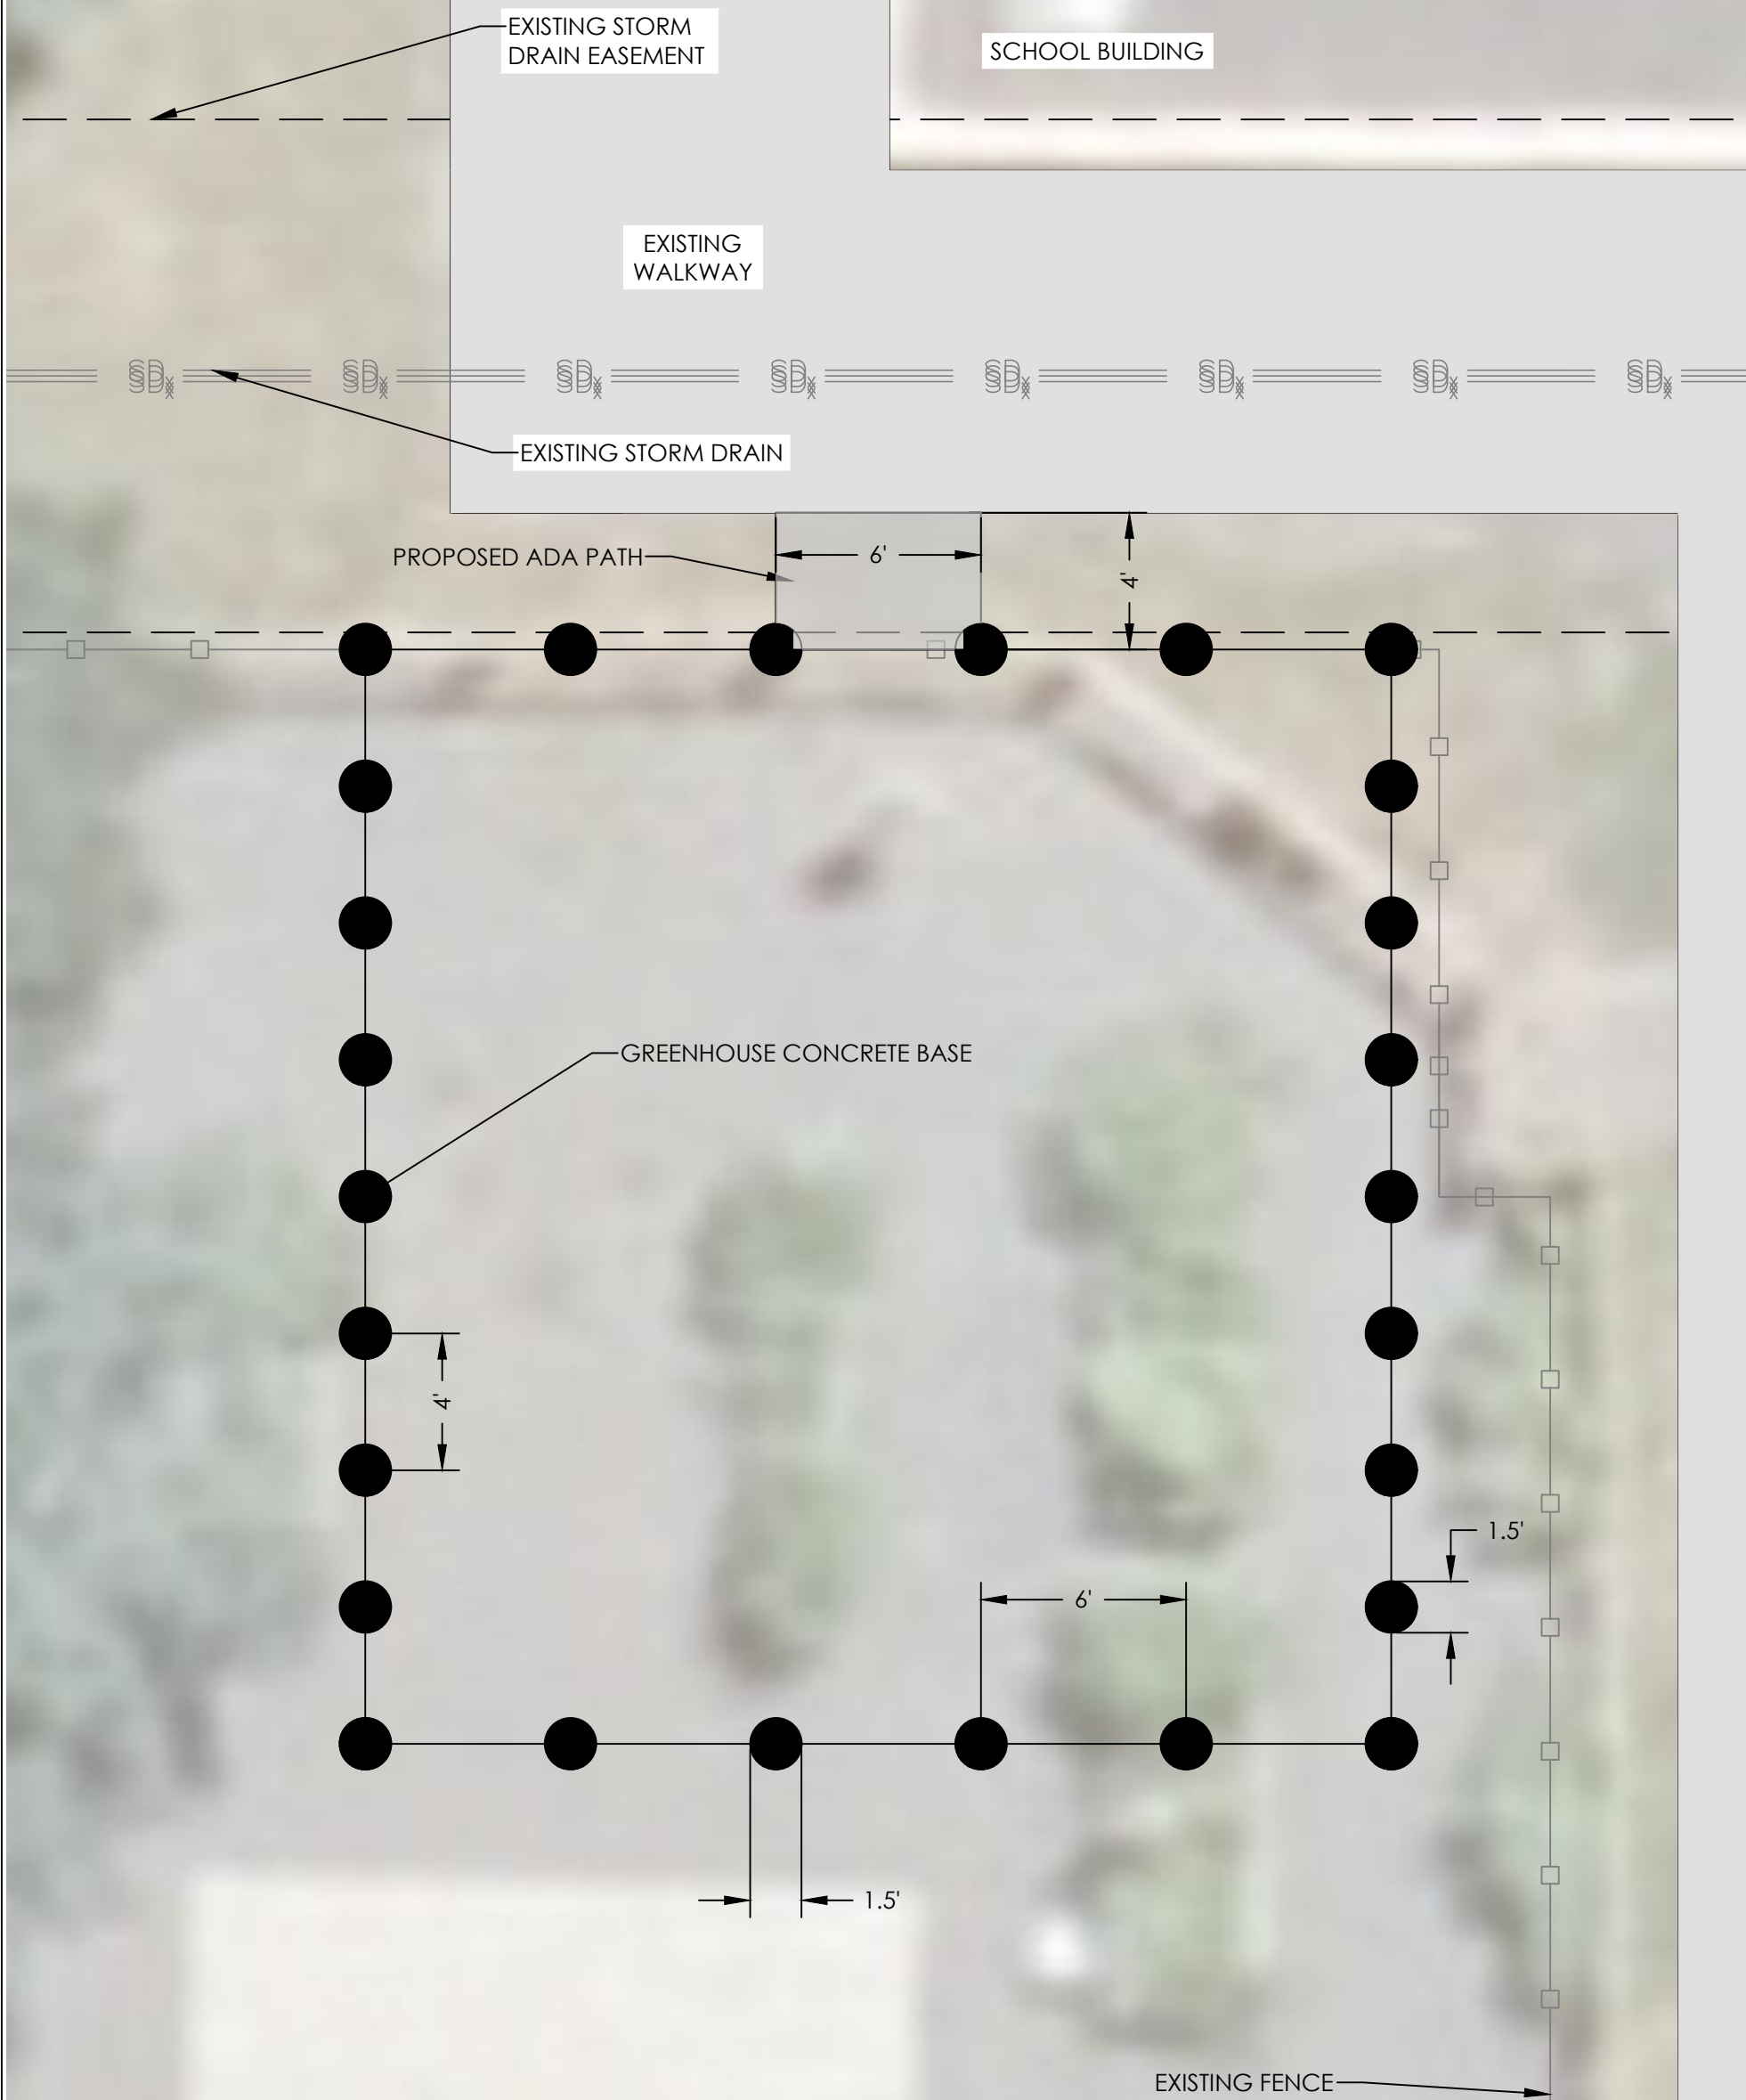 EXISTING STORM
DRAIN EASEMENT
SCHOOL BUILDING
EXISTING
WALKWAY
SD SD SD SD SD SD SD SD
X X X X X X X X
EXISTING STORM DRAIN
PROPOSED ADA PATH
6'
4'
GREENHOUSE CONCRETE BASE
4'
1.5'
6'
1.5'
EXISTING FENCE